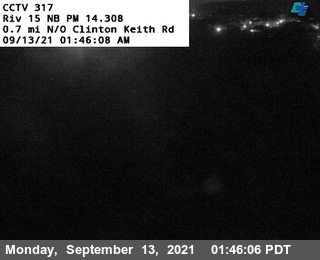 CCTV 317
Riv 15 NB PM 14.308
0.7 mi N/O Clinton Keith Rd
09/13/21 01:46:08 AM
Monday, September 13, 2021 01:46:06 PDT